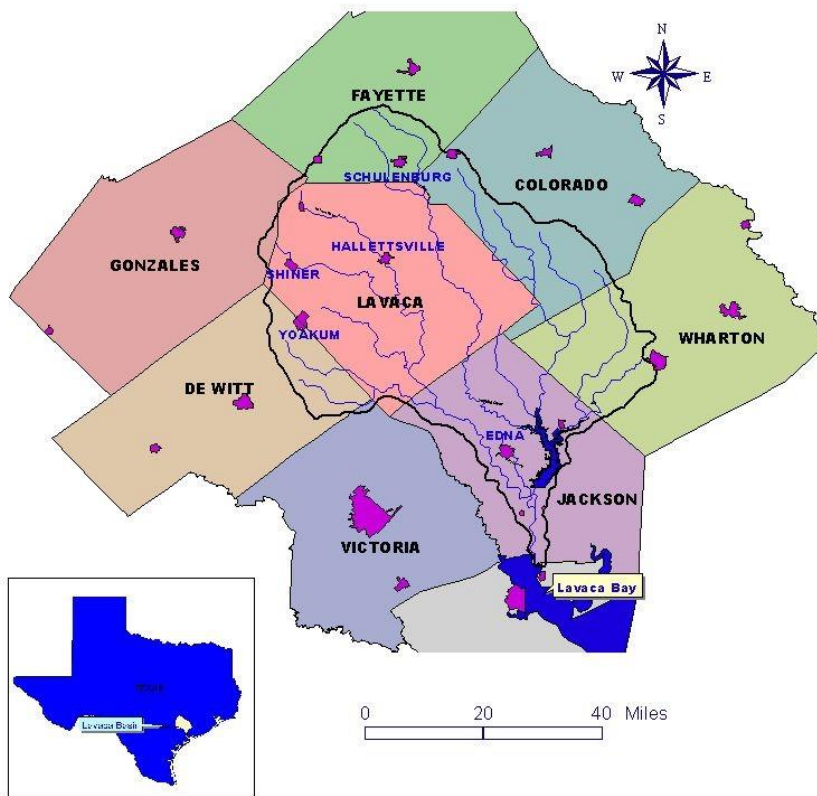 N
W E
S
FAYETTE
SCHULENBURG
COLORADO
HALLETTSVILLE
GONZALES
SHINER
LAVACA
YOAKUM
WHARTON
DE WITT
EDNA
JACKSON
VICTORIA
Lavaca Bay
Lavaca Basin
0 20 40 Miles